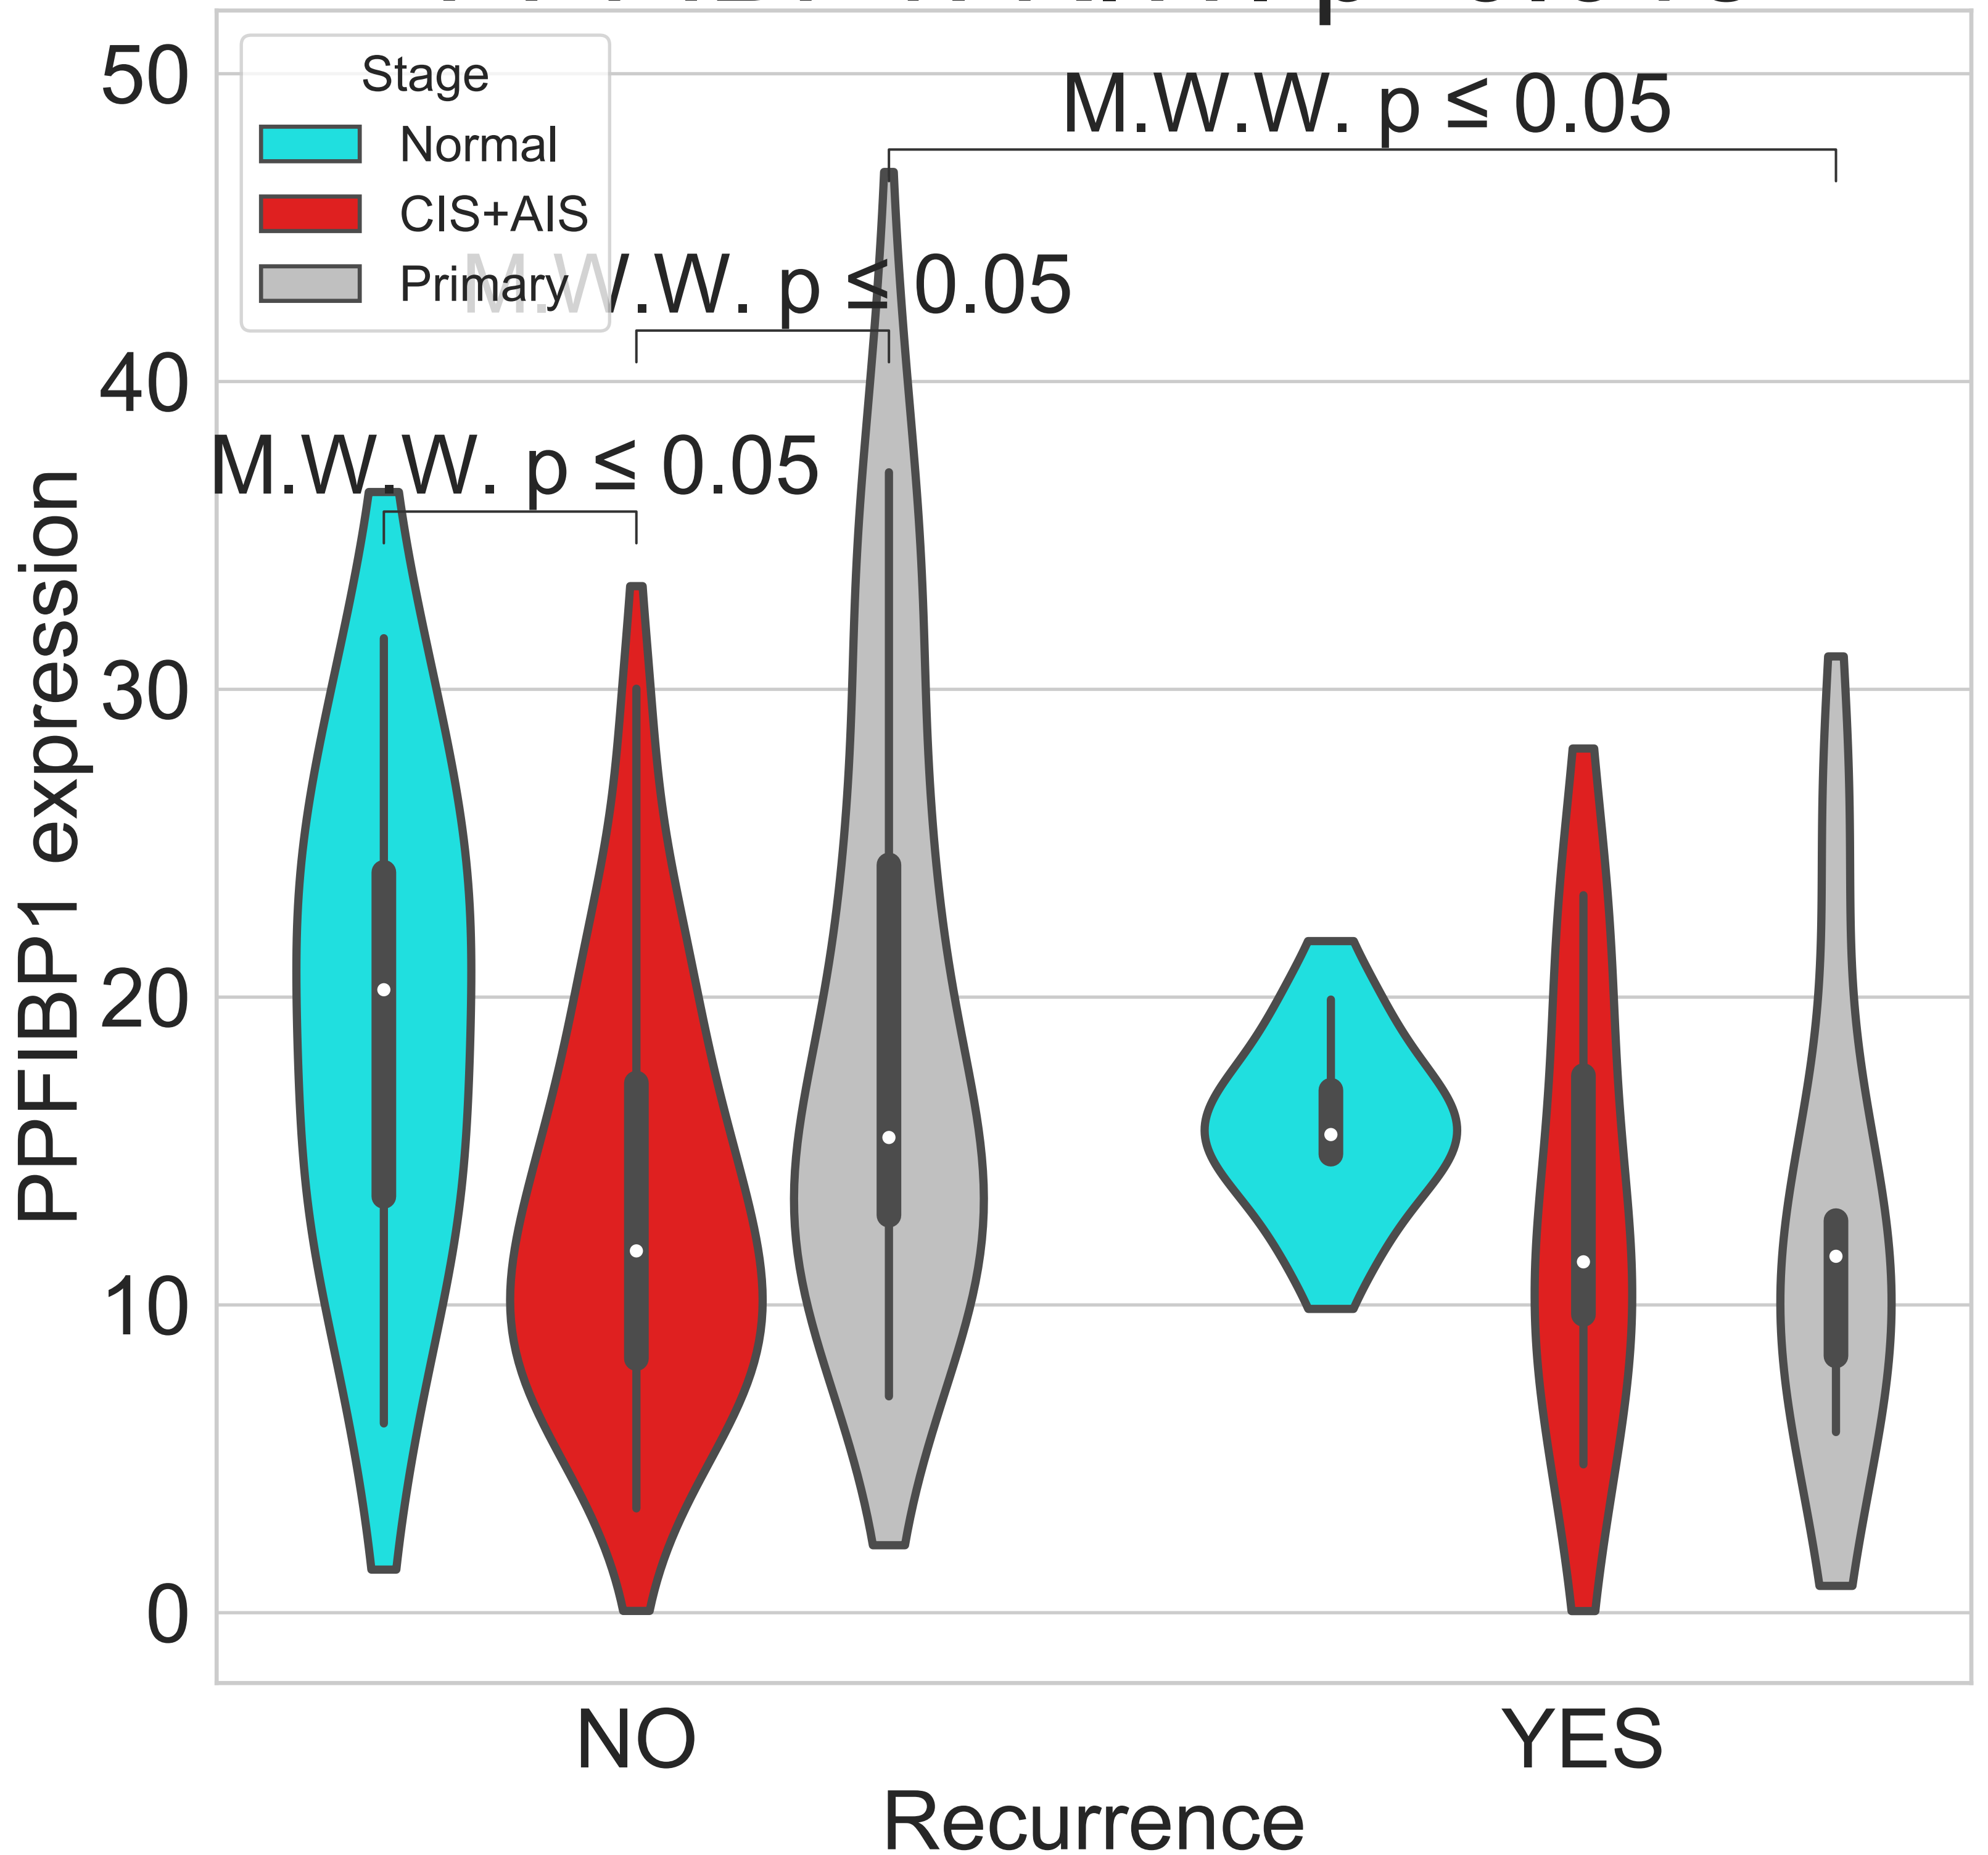 50
Stage
M.W.W. p ≤ 0.05
Normal
CIS+AIS
Primary
M.W.W. p ≤ 0.05
40
M.W.W. p ≤ 0.05
30
20
10
0
PPFIBP1 expression
NO
YES
Recurrence